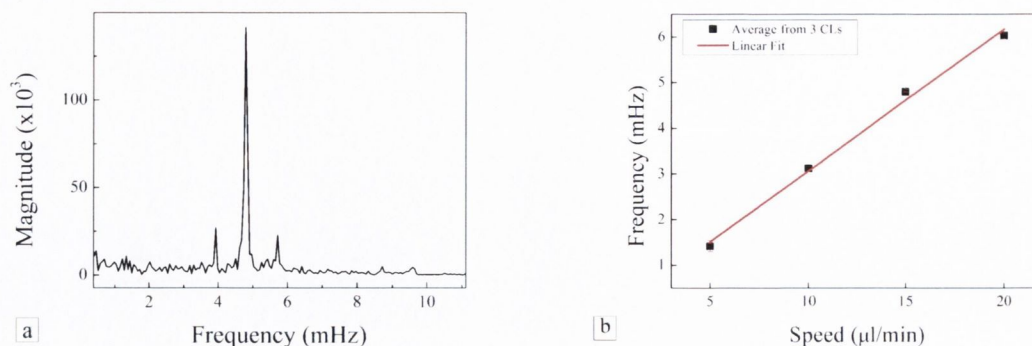 Magnitude (x10³)
100
50
0
2
4
6
8
10
Frequency (mHz)
a
Average from 3 CLs
Linear Fit
Frequency (mHz)
6
5
4
3
2
1
5
10
15
20
Speed (µl/min)
b